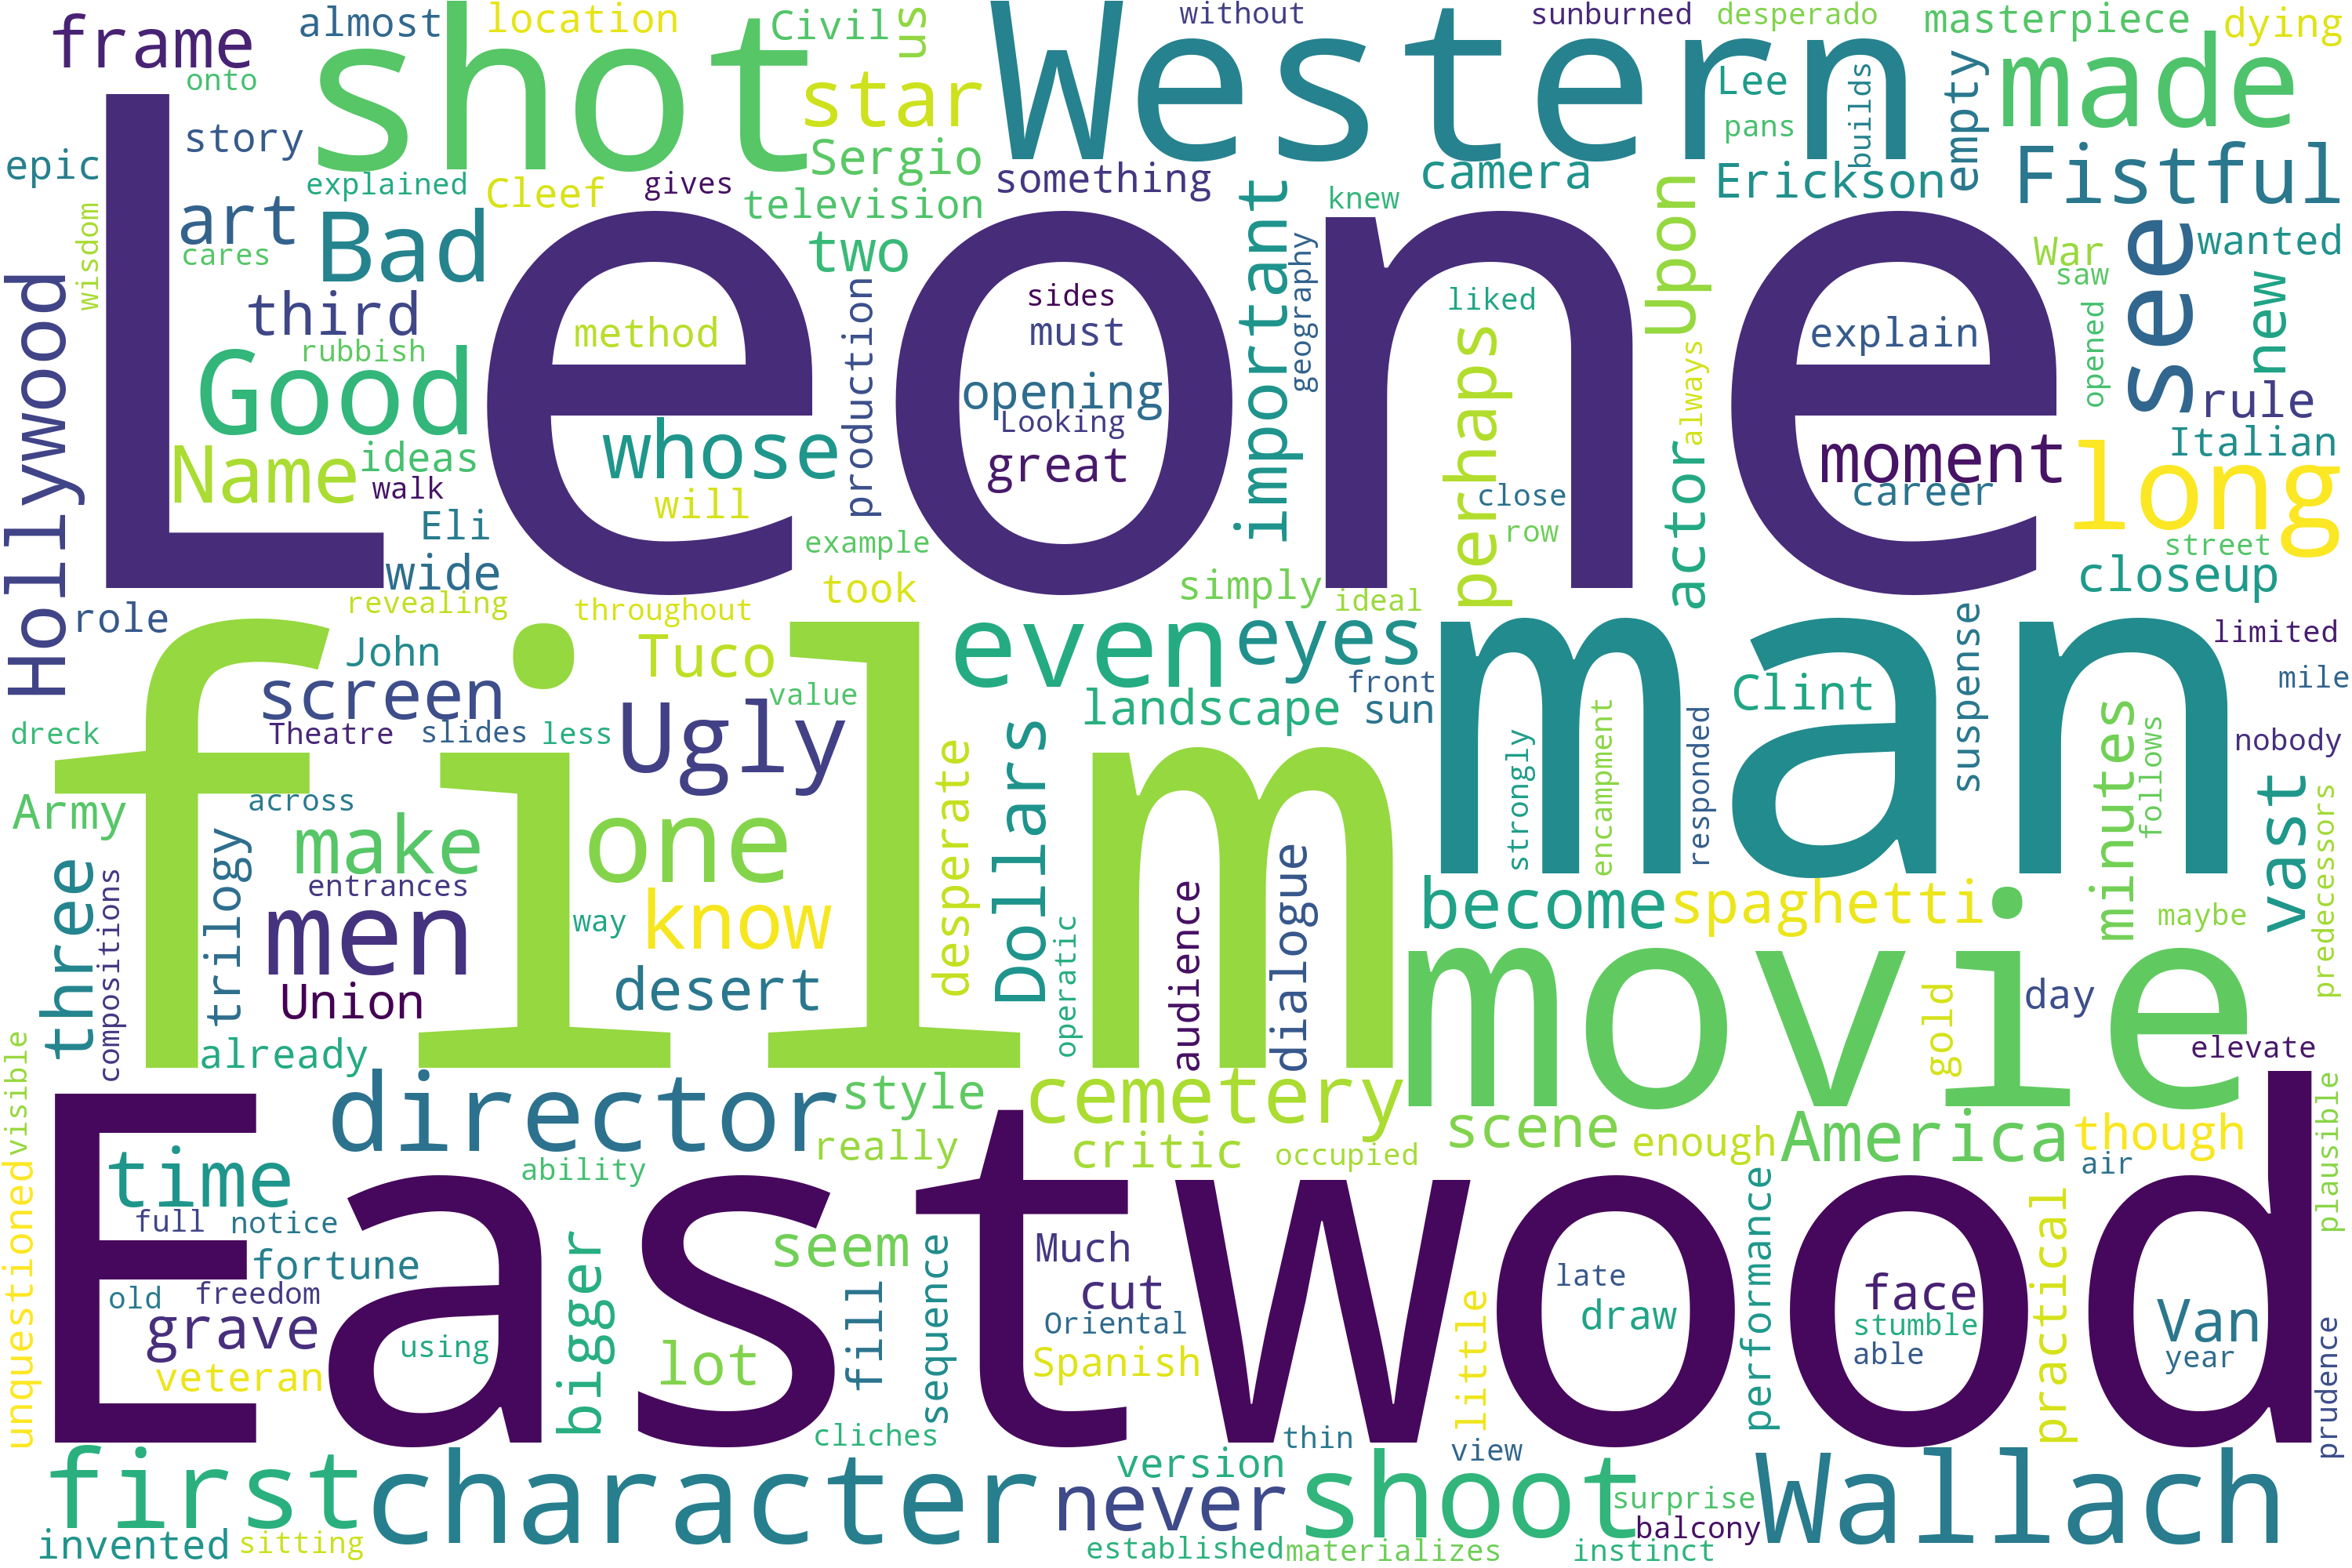 frame
almost
location
Civil
us
without
sunburned
desperado
masterpiece
dying
onto
shot
Western
made
star
Lee
builds
empty
story
Sergio
pans
epic
explained
Cleef
gives
something
camera
Erickson
Fistful
wisdom
art
television
important
knew
Upon
see
wanted
cares
Bad
two
geography
War
saw
new
Hollywood
third
method
production
sides
must
liked
perhaps
explain
opened
rubbish
Good
opening
always
rule
Leone
Name
ideas
whose
Looking
great
actor
moment
Italian
long
walk
will
close
career
Eli
example
row
street
wide
took
simply
closeup
role
revealing
throughout
ideal
John
Tuco
even
eyes
suspense
limited
screen
value
landscape
front
Clint
mile
dreck
Theatre
slides
less
Ugly
sun
minutes
nobody
film
man
strongly
encampment
responded
follows
Army
across
desperate
Dollars
vast
three
trilogy
make
one
audience
dialogue
become
spaghetti
maybe
predecessors
compositions
entrances
men
way
know
operatic
movie
Union
desert
gold
day
already
elevate
visible
director
style
cemetery
scene
enough
America
though
unquestioned
time
ability
really
critic
occupied
air
plausible
full
notice
bigger
seem
sequence
Much
performance
practical
fortune
old
freedom
fill
cut
late
face
Van
grave
using
lot
Oriental
little
draw
stumble
year
veteran
Spanish
able
prudence
Eastwood
cliches
thin
view
first
character
never
version
shoot
surprise
Wallach
balcony
invented
sitting
established
materializes
instinct